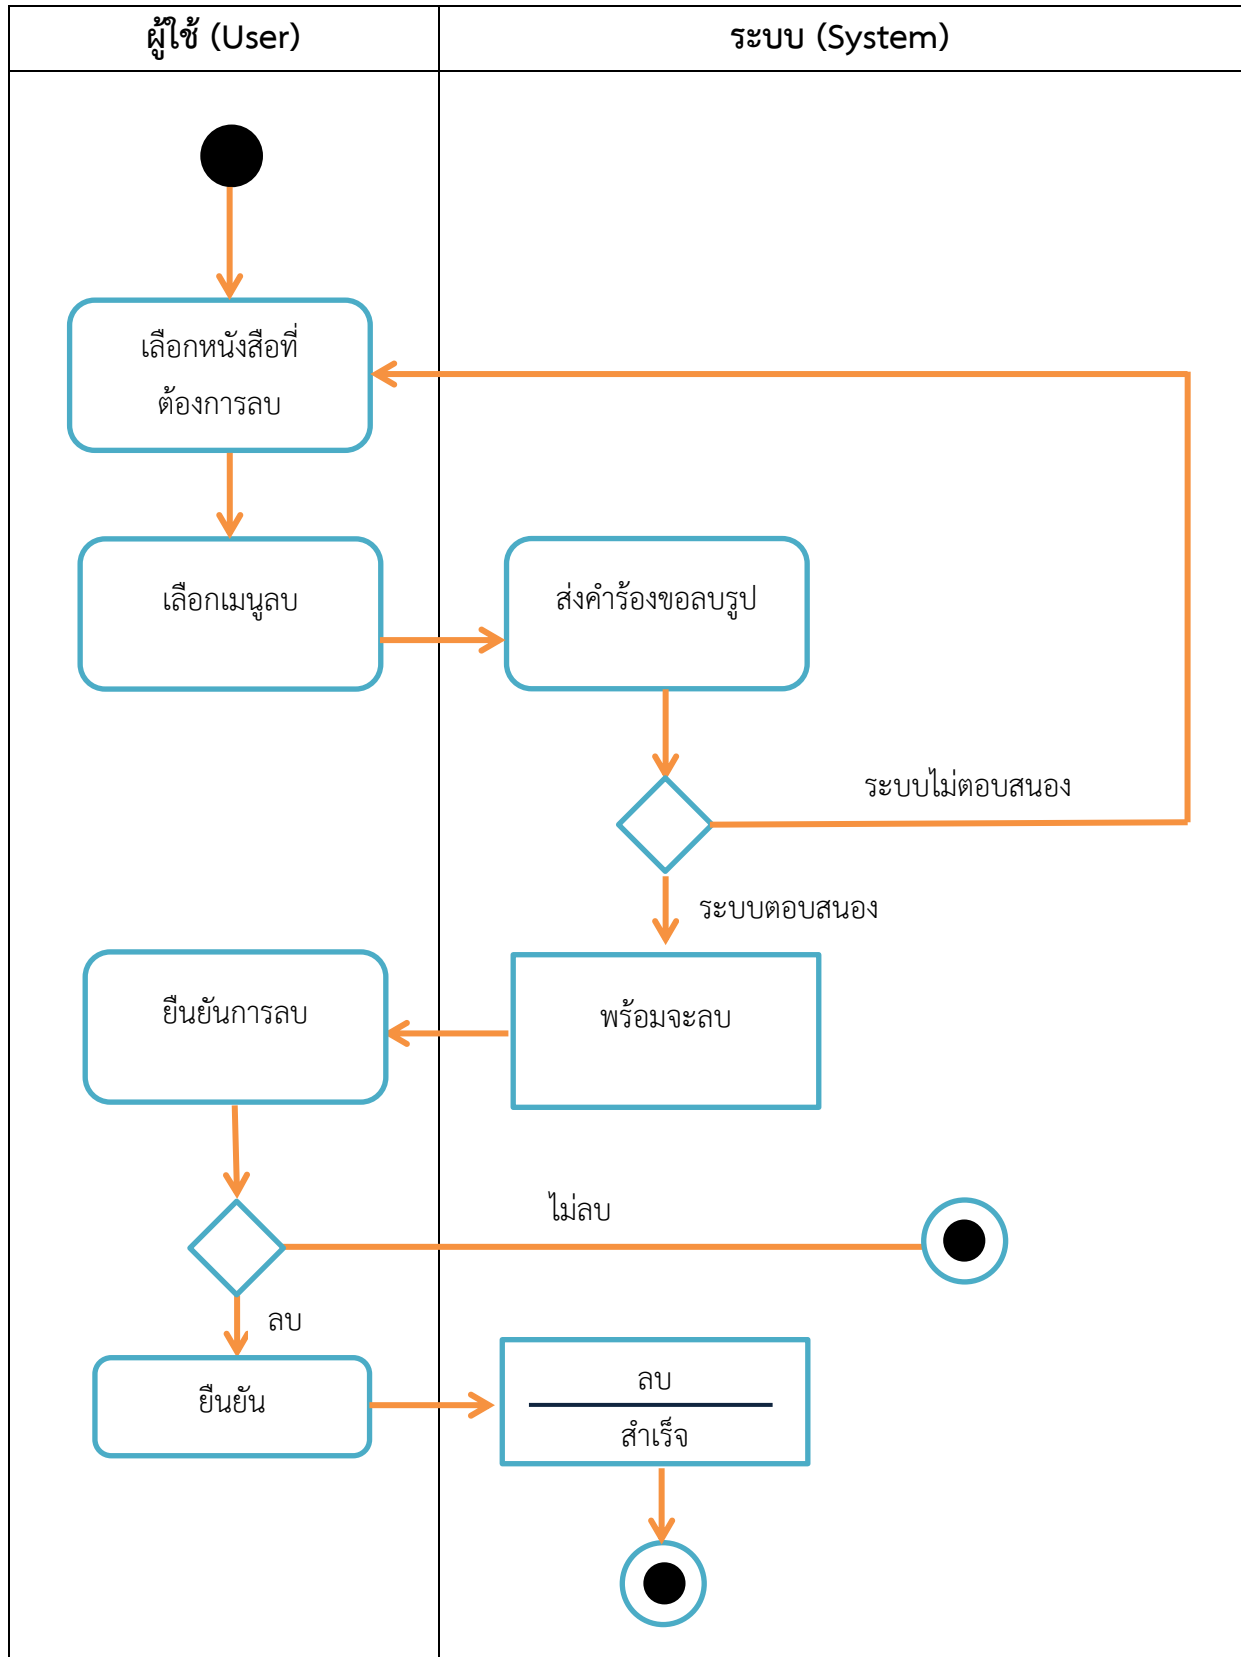 ผู้ใช้ (User)
ระบบ (System)
เลือกหนังสือที่
ต้องการลบ
เลือกเมนูลบ
ส่งคำร้องขอลบรูป
ระบบไม่ตอบสนอง
ระบบตอบสนอง
ยืนยันการลบ
พร้อมจะลบ
ไม่ลบ
ลบ
ยืนยัน
ลบ
สำเร็จ